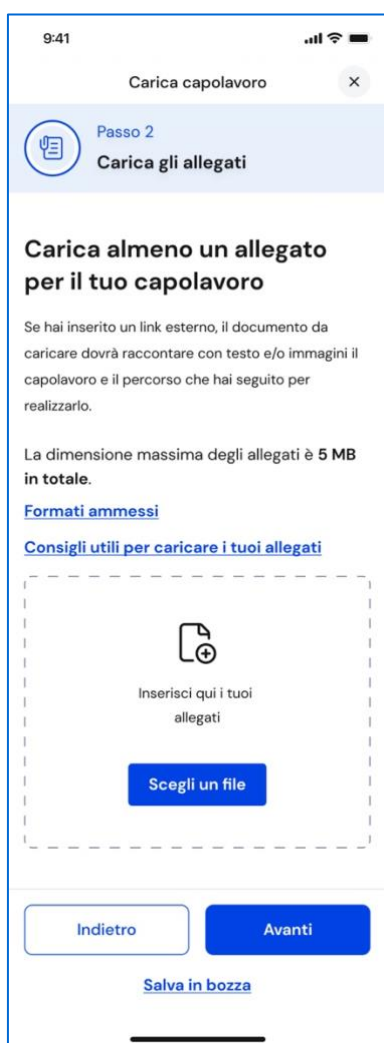 9:41
Carica capolavoro
Passo 2
Carica gli allegati
Carica almeno un allegato
per il tuo capolavoro
Se hai inserito un link esterno, il documento da
caricare dovrà raccontare con testo e/o immagini il
capolavoro e il percorso che hai seguito per
realizzarlo.
La dimensione massima degli allegati è 5 MB
in totale.
Formati ammessi
Consigli utili per caricare i tuoi allegati
Inserisci qui i tuoi
allegati
Scegli un file
Indietro
Avanti
Salva in bozza